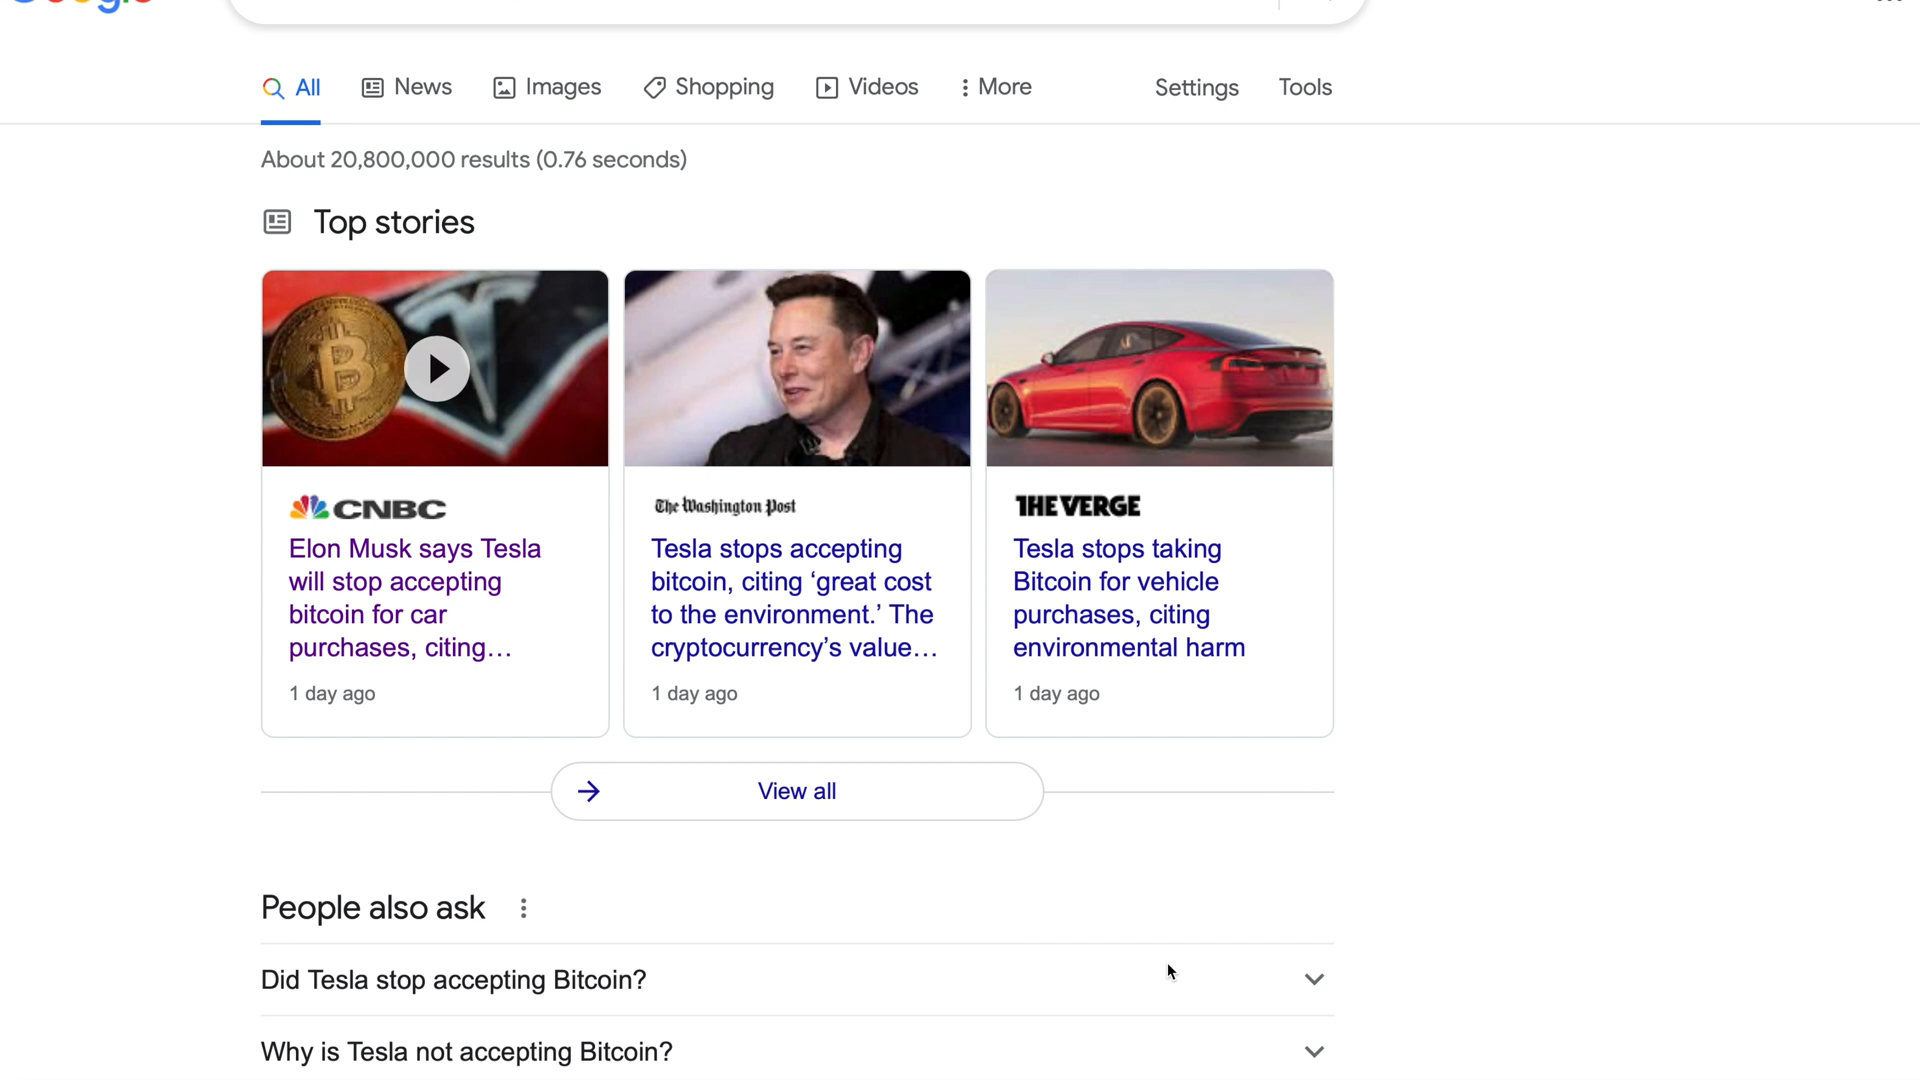 All
News
Images
Shopping
Videos
More
Settings
Tools
About 20,800,000 results (0.76 seconds)
Top stories
CNBC
Elon Musk says Tesla
will stop accepting
bitcoin for car
purchases, citing...
1 day ago
The Washington Post
Tesla stops accepting
bitcoin, citing ‘great cost
to the environment.’ The
cryptocurrency’s value...
1 day ago
THE VERGE
Tesla stops taking
Bitcoin for vehicle
purchases, citing
environmental harm
1 day ago
View all
People also ask
Did Tesla stop accepting Bitcoin?
Why is Tesla not accepting Bitcoin?